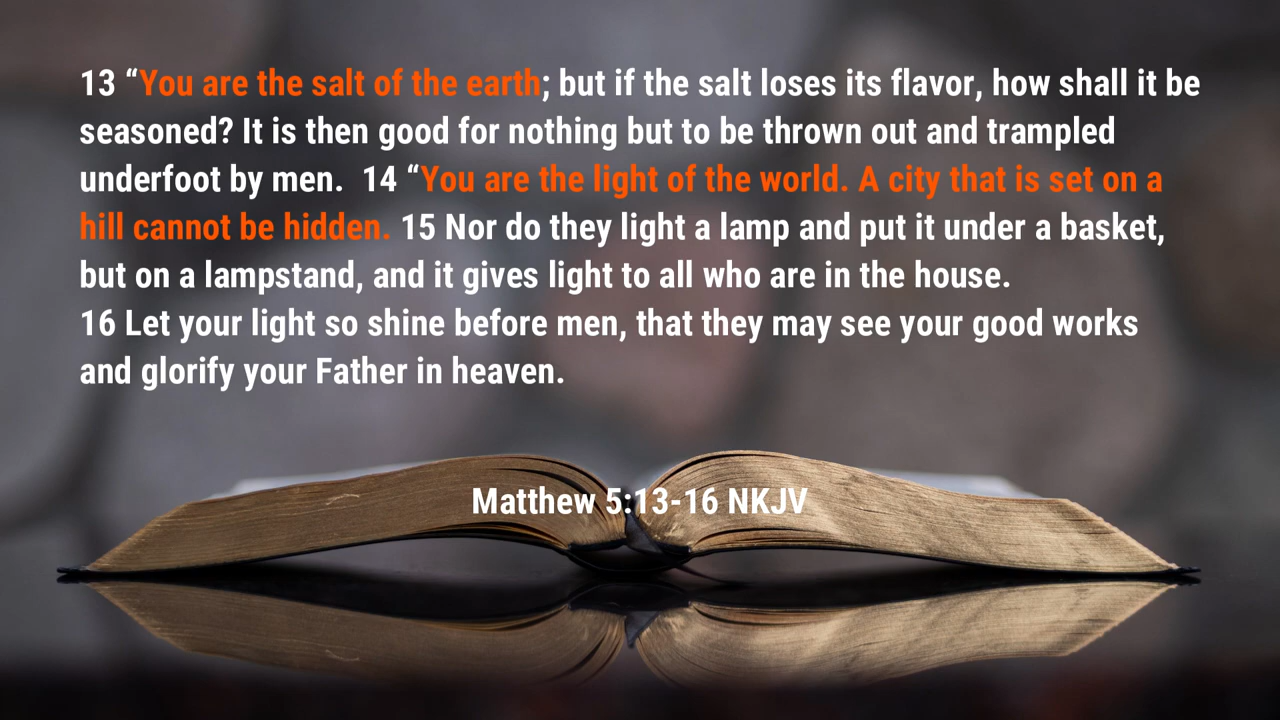 13 “You are the salt of the earth; but if the salt loses its flavor, how shall it be
seasoned? It is then good for nothing but to be thrown out and trampled
underfoot by men.  14 “You are the light of the world. A city that is set on a
hill cannot be hidden. 15 Nor do they light a lamp and put it under a basket,
but on a lampstand, and it gives light to all who are in the house.
16 Let your light so shine before men, that they may see your good works
and glorify your Father in heaven.
Matthew 5:13-16 NKJV